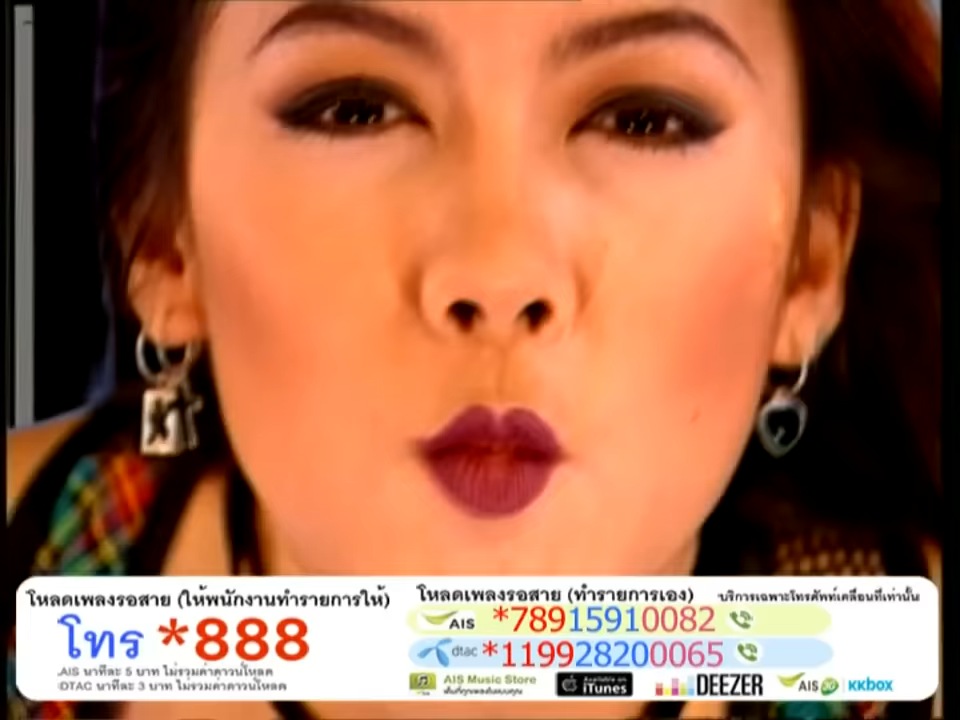 โหลดเพลงรอสาย (ให้พนักงานทำรายการให้)
โทร *888
AIS นาทีละ 5 บาท ไม่รวมค่าดาวน์โหลด
DTAC นาทีละ 3 บาท ไม่รวมค่าดาวน์โหลด
โหลดเพลงรอสาย (ทำรายการเอง) บริการเฉพาะโทรศัพท์เคลื่อนที่เท่านั้น
AIS *78915910082
dtac *119928200065
AIS Music Store
Available on iTunes DEEZER AIS 3G KKBOX